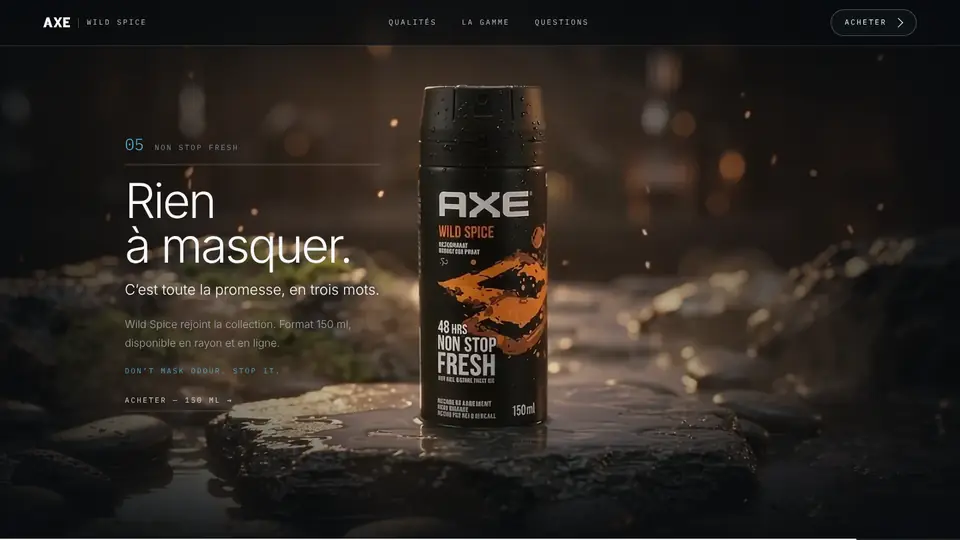 AXE | WILD SPICE
QUALITÉS
LA GAMME
QUESTIONS
ACHETER
05 NON STOP FRESH
Rien
à masquer.
C'est toute la promesse, en trois mots.
Wild Spice rejoint la collection. Format 150 ml,
disponible en rayon et en ligne.
DON'T MASK ODOUR. STOP IT.
ACHETER — 150 ML →
AXE
WILD SPICE
48 HRS
NON STOP
FRESH
150ml